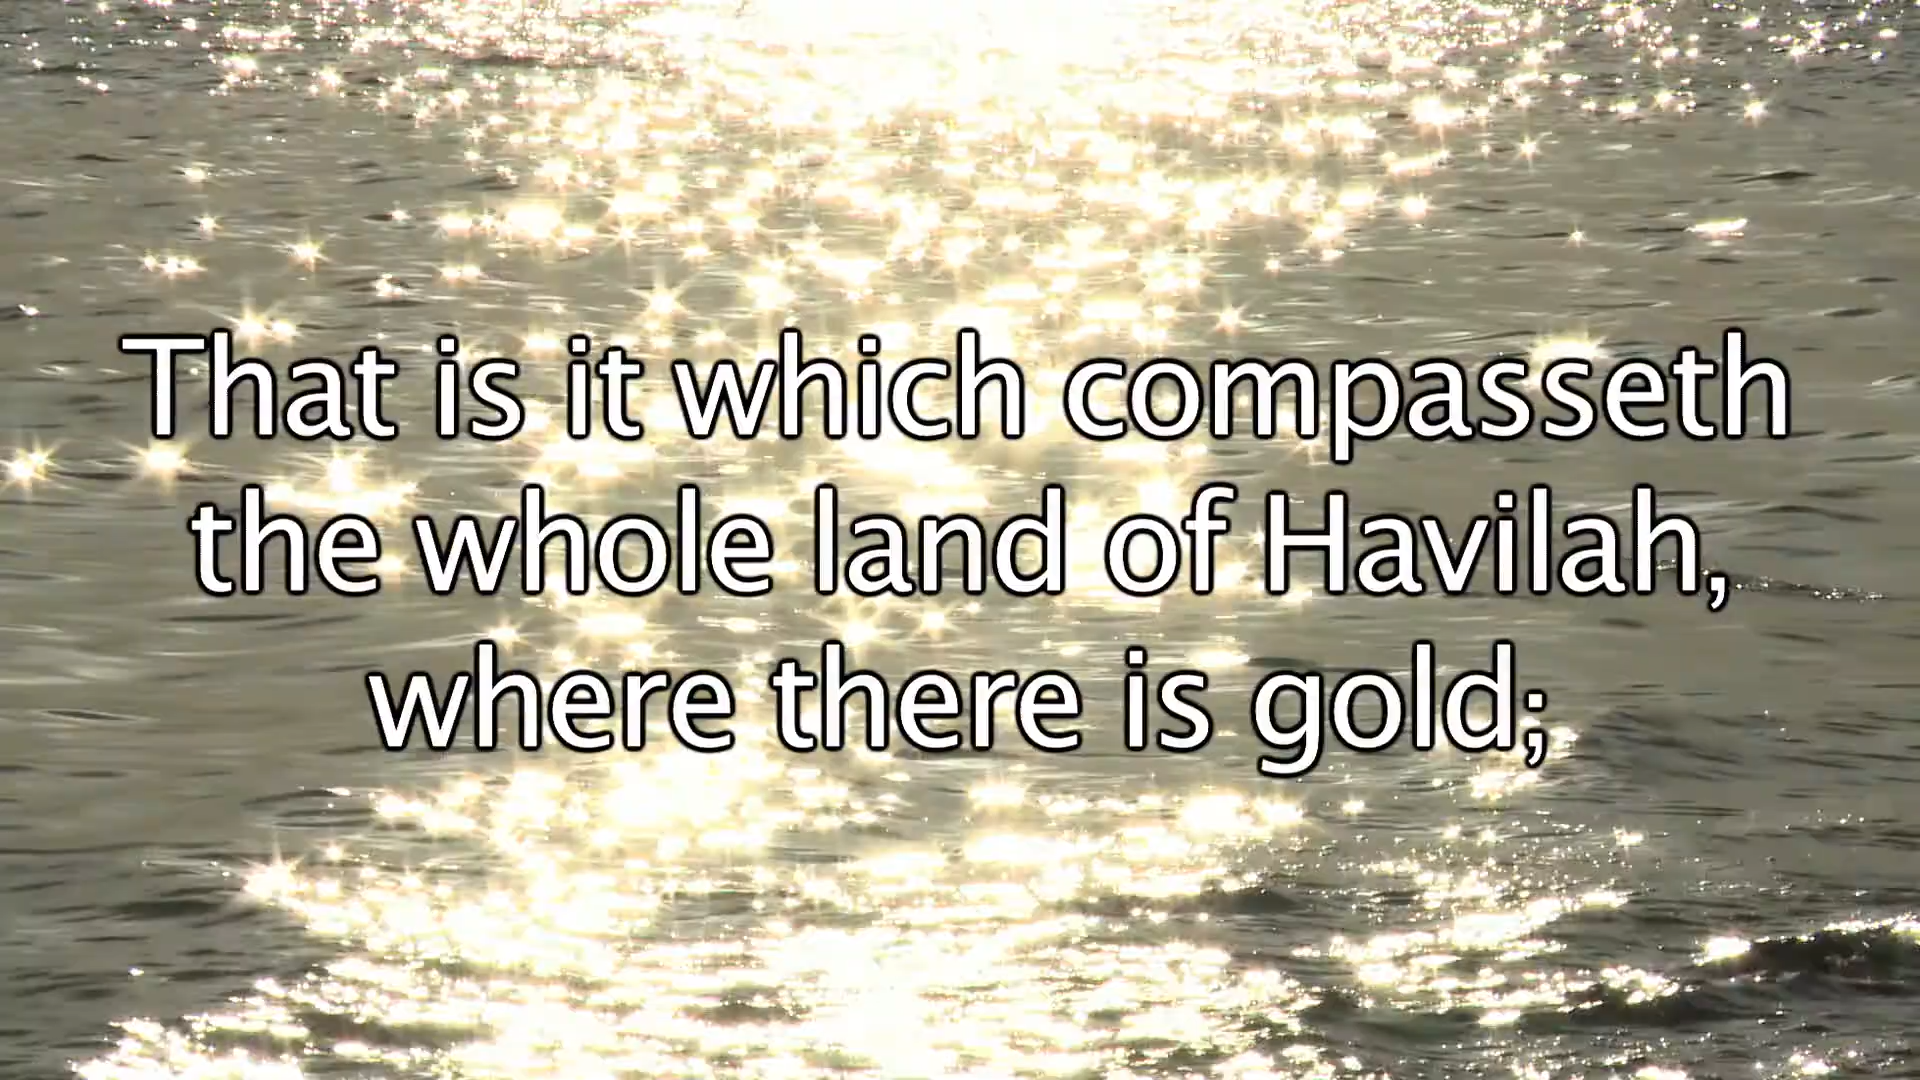 That is it which compasseth
the whole land of Havilah,
where there is gold;